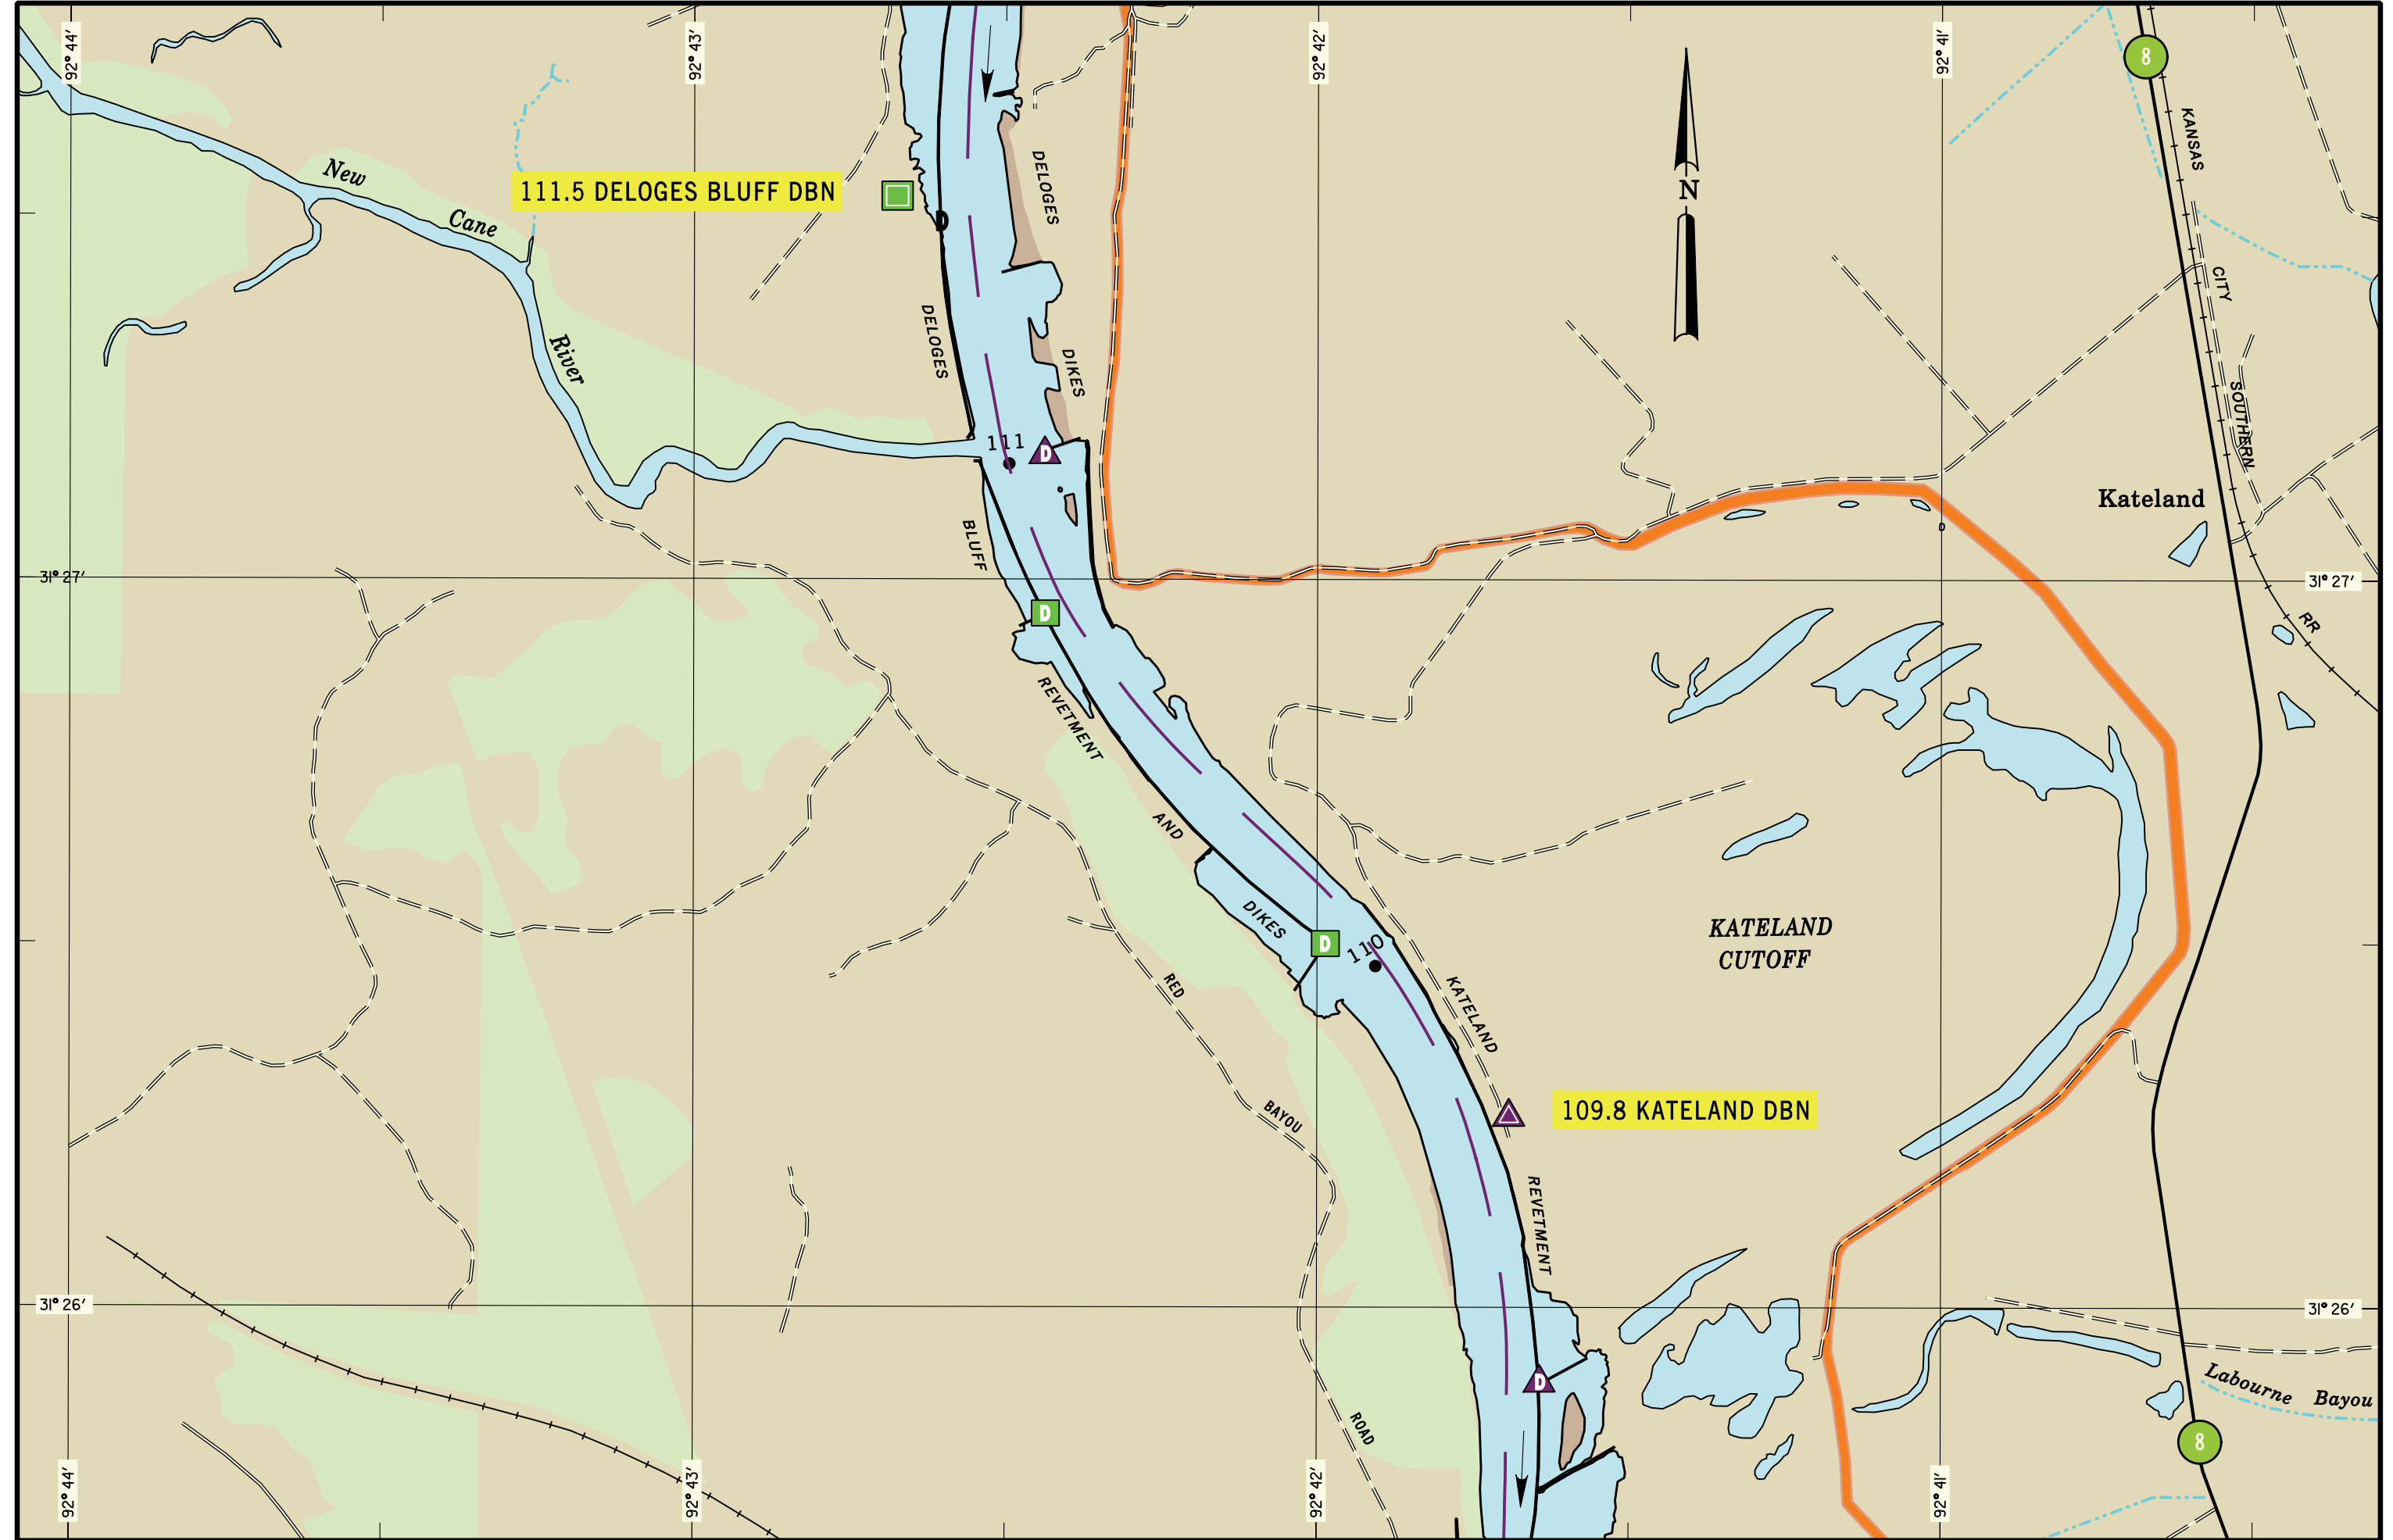 92° 44'
92° 43'
92° 42'
92° 41'
8
KANSAS
CITY
SOUTHERN
RR
New
Cane
River
111.5 DELOGES BLUFF DBN
D
DELOGES
DIKES
N
DELOGES
BLUFF
REVETMENT
AND
DIKES
111
D
Kateland
31° 27'
31° 27'
D
D
110
KATELAND
CUTOFF
RED
BAYOU
ROAD
KATELAND
REVETMENT
109.8 KATELAND DBN
31° 26'
31° 26'
D
Labourne Bayou
8
92° 44'
92° 43'
92° 42'
92° 41'